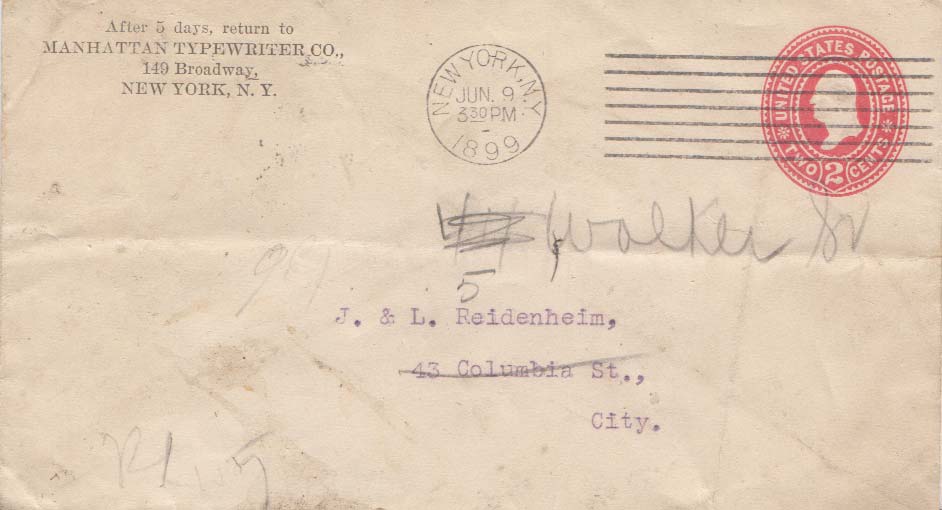 After 5 days, return to
MANHATTAN TYPEWRITER CO.,
149 Broadway,
NEW YORK, N. Y.
NEW YORK, N.Y.
JUN. 9
330 PM
1899
UNITED STATES POSTAGE
TWO 2 CENTS
Walker St
5
J. & L. Reidenheim,
43 Columbia St.,
City.